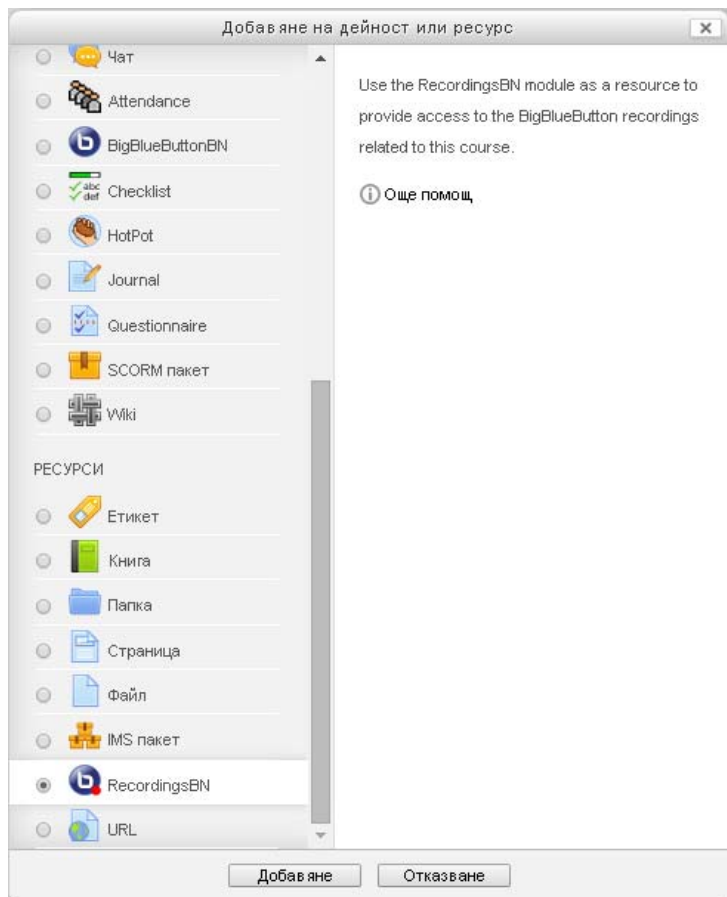 Добавяне на дейност или ресурс
Чат
Attendance
BigBlueButtonBN
Checklist
HotPot
Journal
Questionnaire
SCORM пакет
Wiki
РЕСУРСИ
Етикет
Книга
Папка
Страница
Файл
IMS пакет
RecordingsBN
URL
Use the RecordingsBN module as a resource to
provide access to the BigBlueButton recordings
related to this course.
Още помощ
Добавяне
Отказване